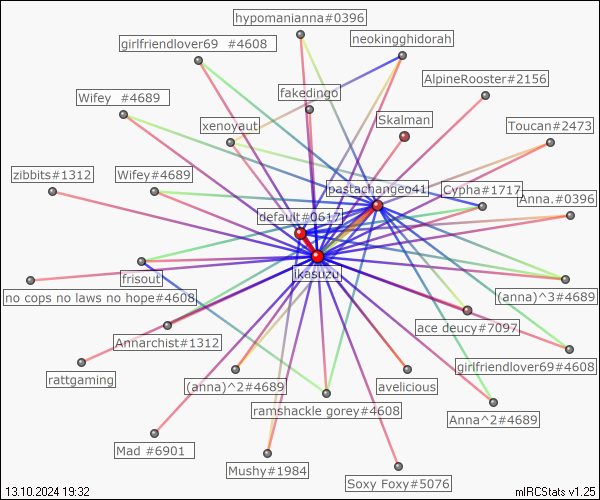 hypomanianna#0396
neokingghidorah
girlfriendlover69 #4608
AlpineRooster#2156
fakedingo
Wifey #4689
Skalman
xenoyaut
Toucan#2473
zibbits#1312
Wifey#4689
pastachange041
Cypha#1717
Anna.#0396
default#0617
ikasuzu
frisout
(anna)^3#4689
no cops no laws no hope#4608
ace deucy#7097
Annarchist#1312
girlfriendlover69#4608
rattgaming
(anna)^2#4689
avelicious
ramshackle gorey#4608
Anna^2#4689
Mad #6901
Mushy#1984
Soxy Foxy#5076
13.10.2024 19:32
mIRCStats v1.25